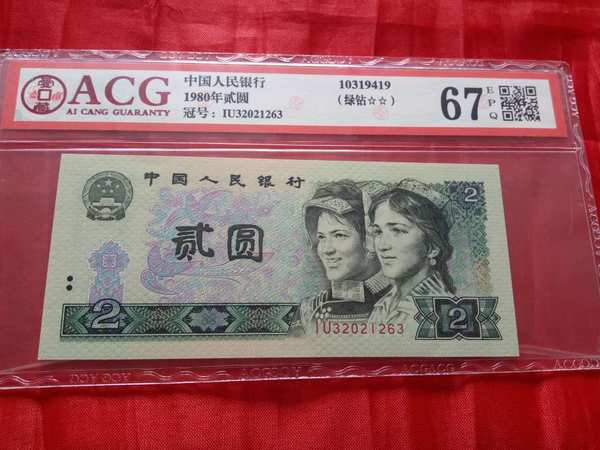 ACG
AI CANG GUARANTY
中国人民银行
1980年贰圆
冠号：IU32021263
10319419
（绿钻☆☆）
67
EPQ
中国人民银行
2
贰圆
2
2
IU32021263